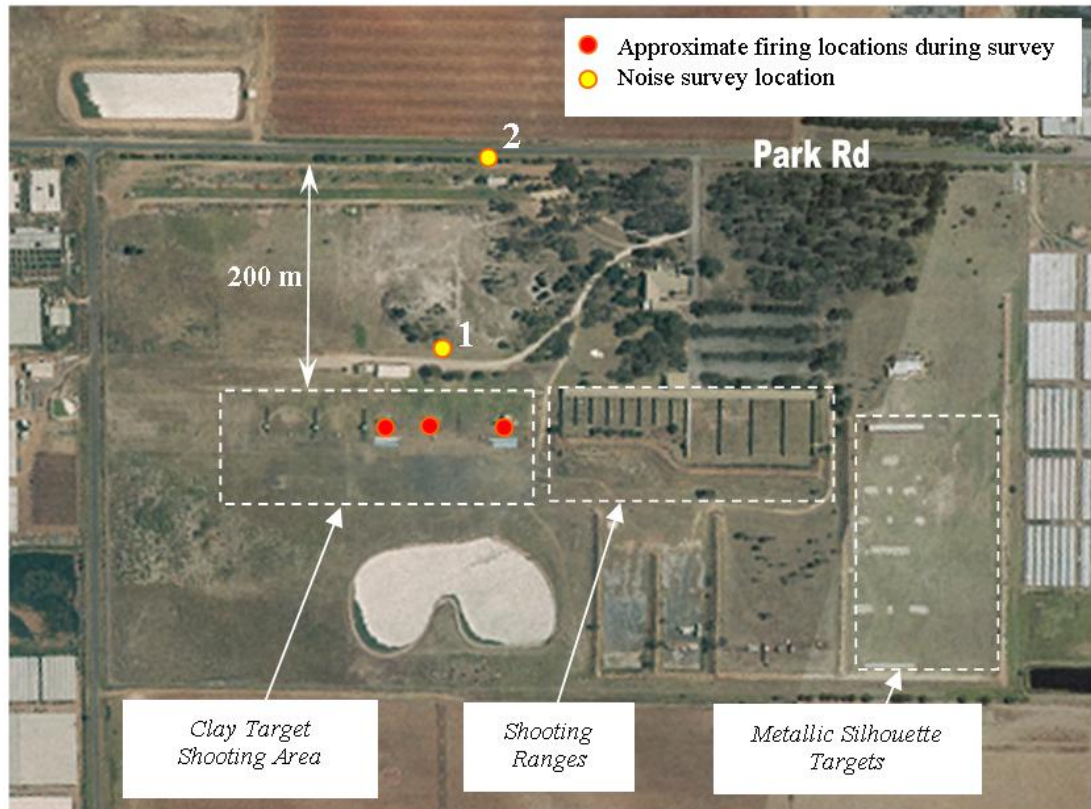 Approximate firing locations during survey
Noise survey location
2
Park Rd
200 m
1
Clay Target
Shooting Area
Shooting
Ranges
Metallic Silhouette
Targets